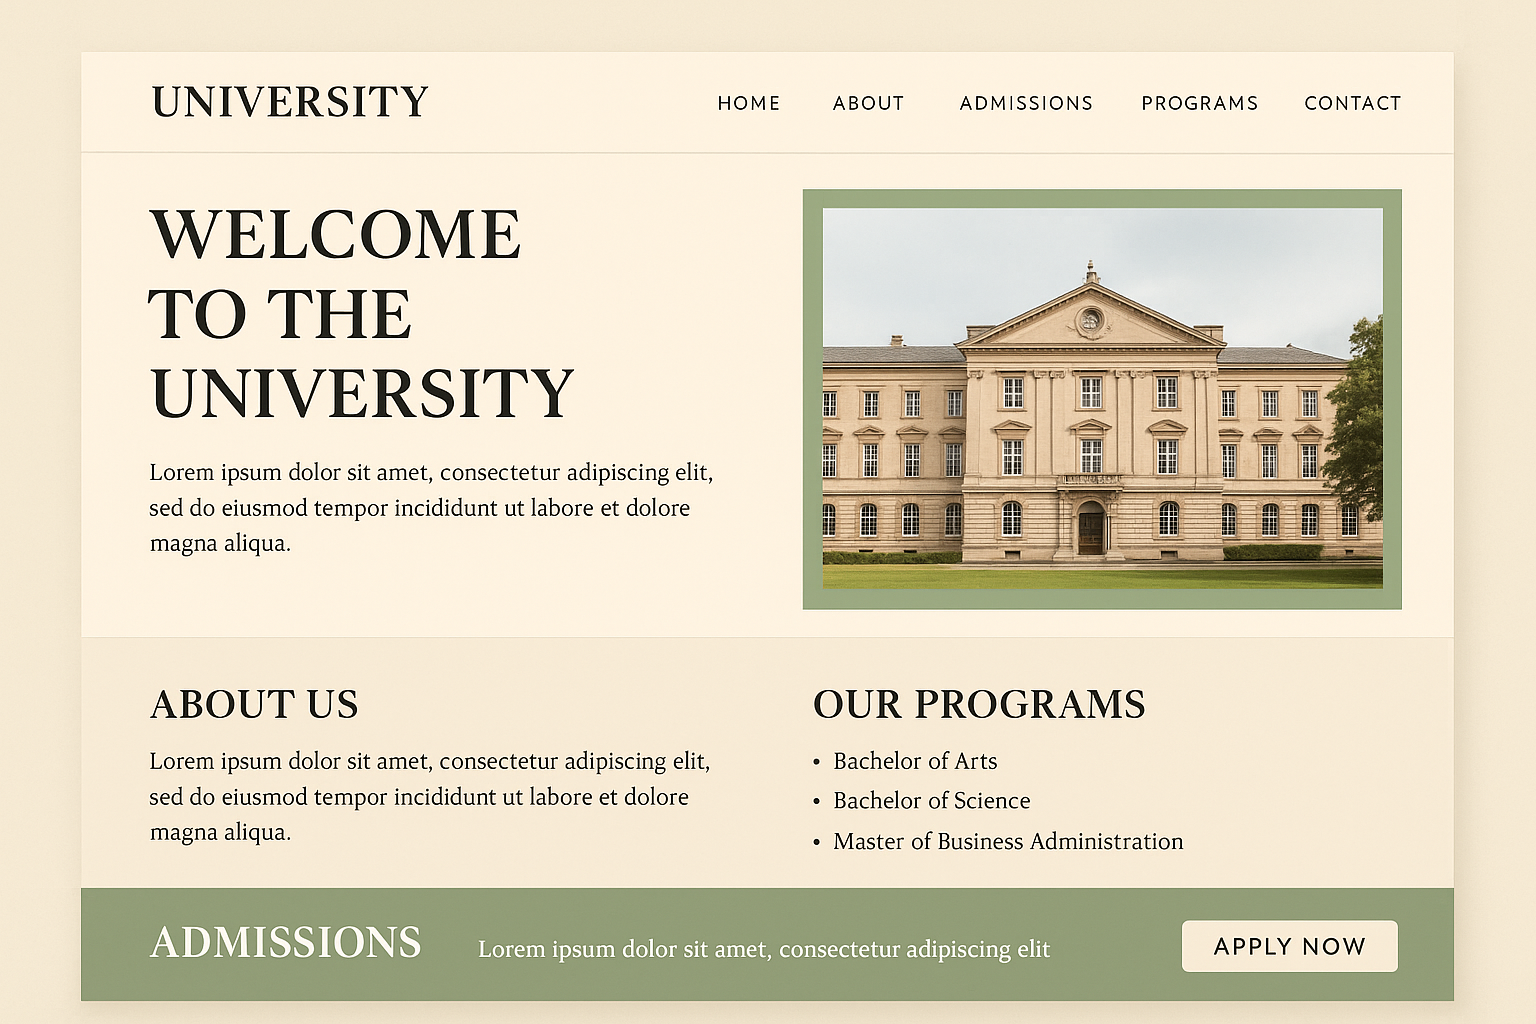 UNIVERSITY
HOME ABOUT ADMISSIONS PROGRAMS CONTACT
WELCOME
TO THE
UNIVERSITY
Lorem ipsum dolor sit amet, consectetur adipiscing elit,
sed do eiusmod tempor incididunt ut labore et dolore
magna aliqua.
ABOUT US
Lorem ipsum dolor sit amet, consectetur adipiscing elit,
sed do eiusmod tempor incididunt ut labore et dolore
magna aliqua.
OUR PROGRAMS
• Bachelor of Arts
• Bachelor of Science
• Master of Business Administration
ADMISSIONS
Lorem ipsum dolor sit amet, consectetur adipiscing elit
APPLY NOW